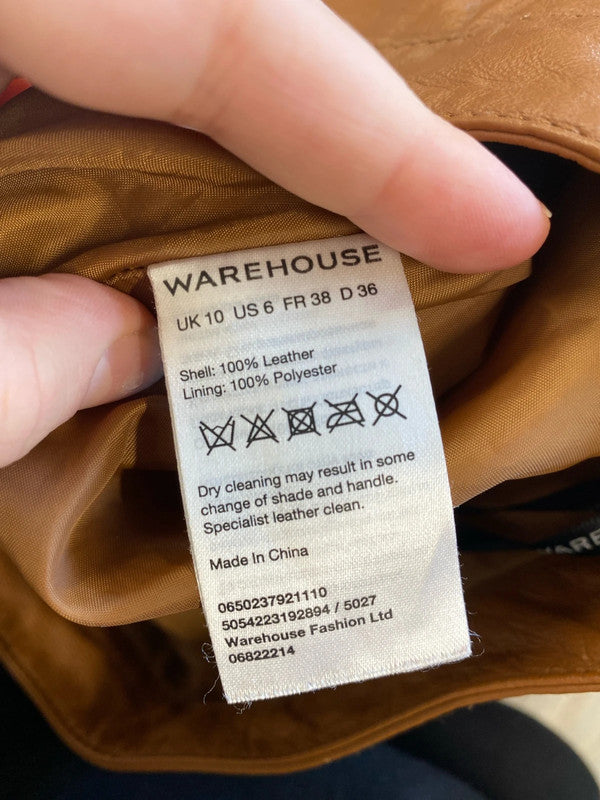 WAREHOUSE
UK 10 US 6 FR 38 D 36
Shell: 100% Leather
Lining: 100% Polyester
Dry cleaning may result in some
change of shade and handle.
Specialist leather clean.
Made In China
0650237921110
5054223192894 / 5027
Warehouse Fashion Ltd
06822214